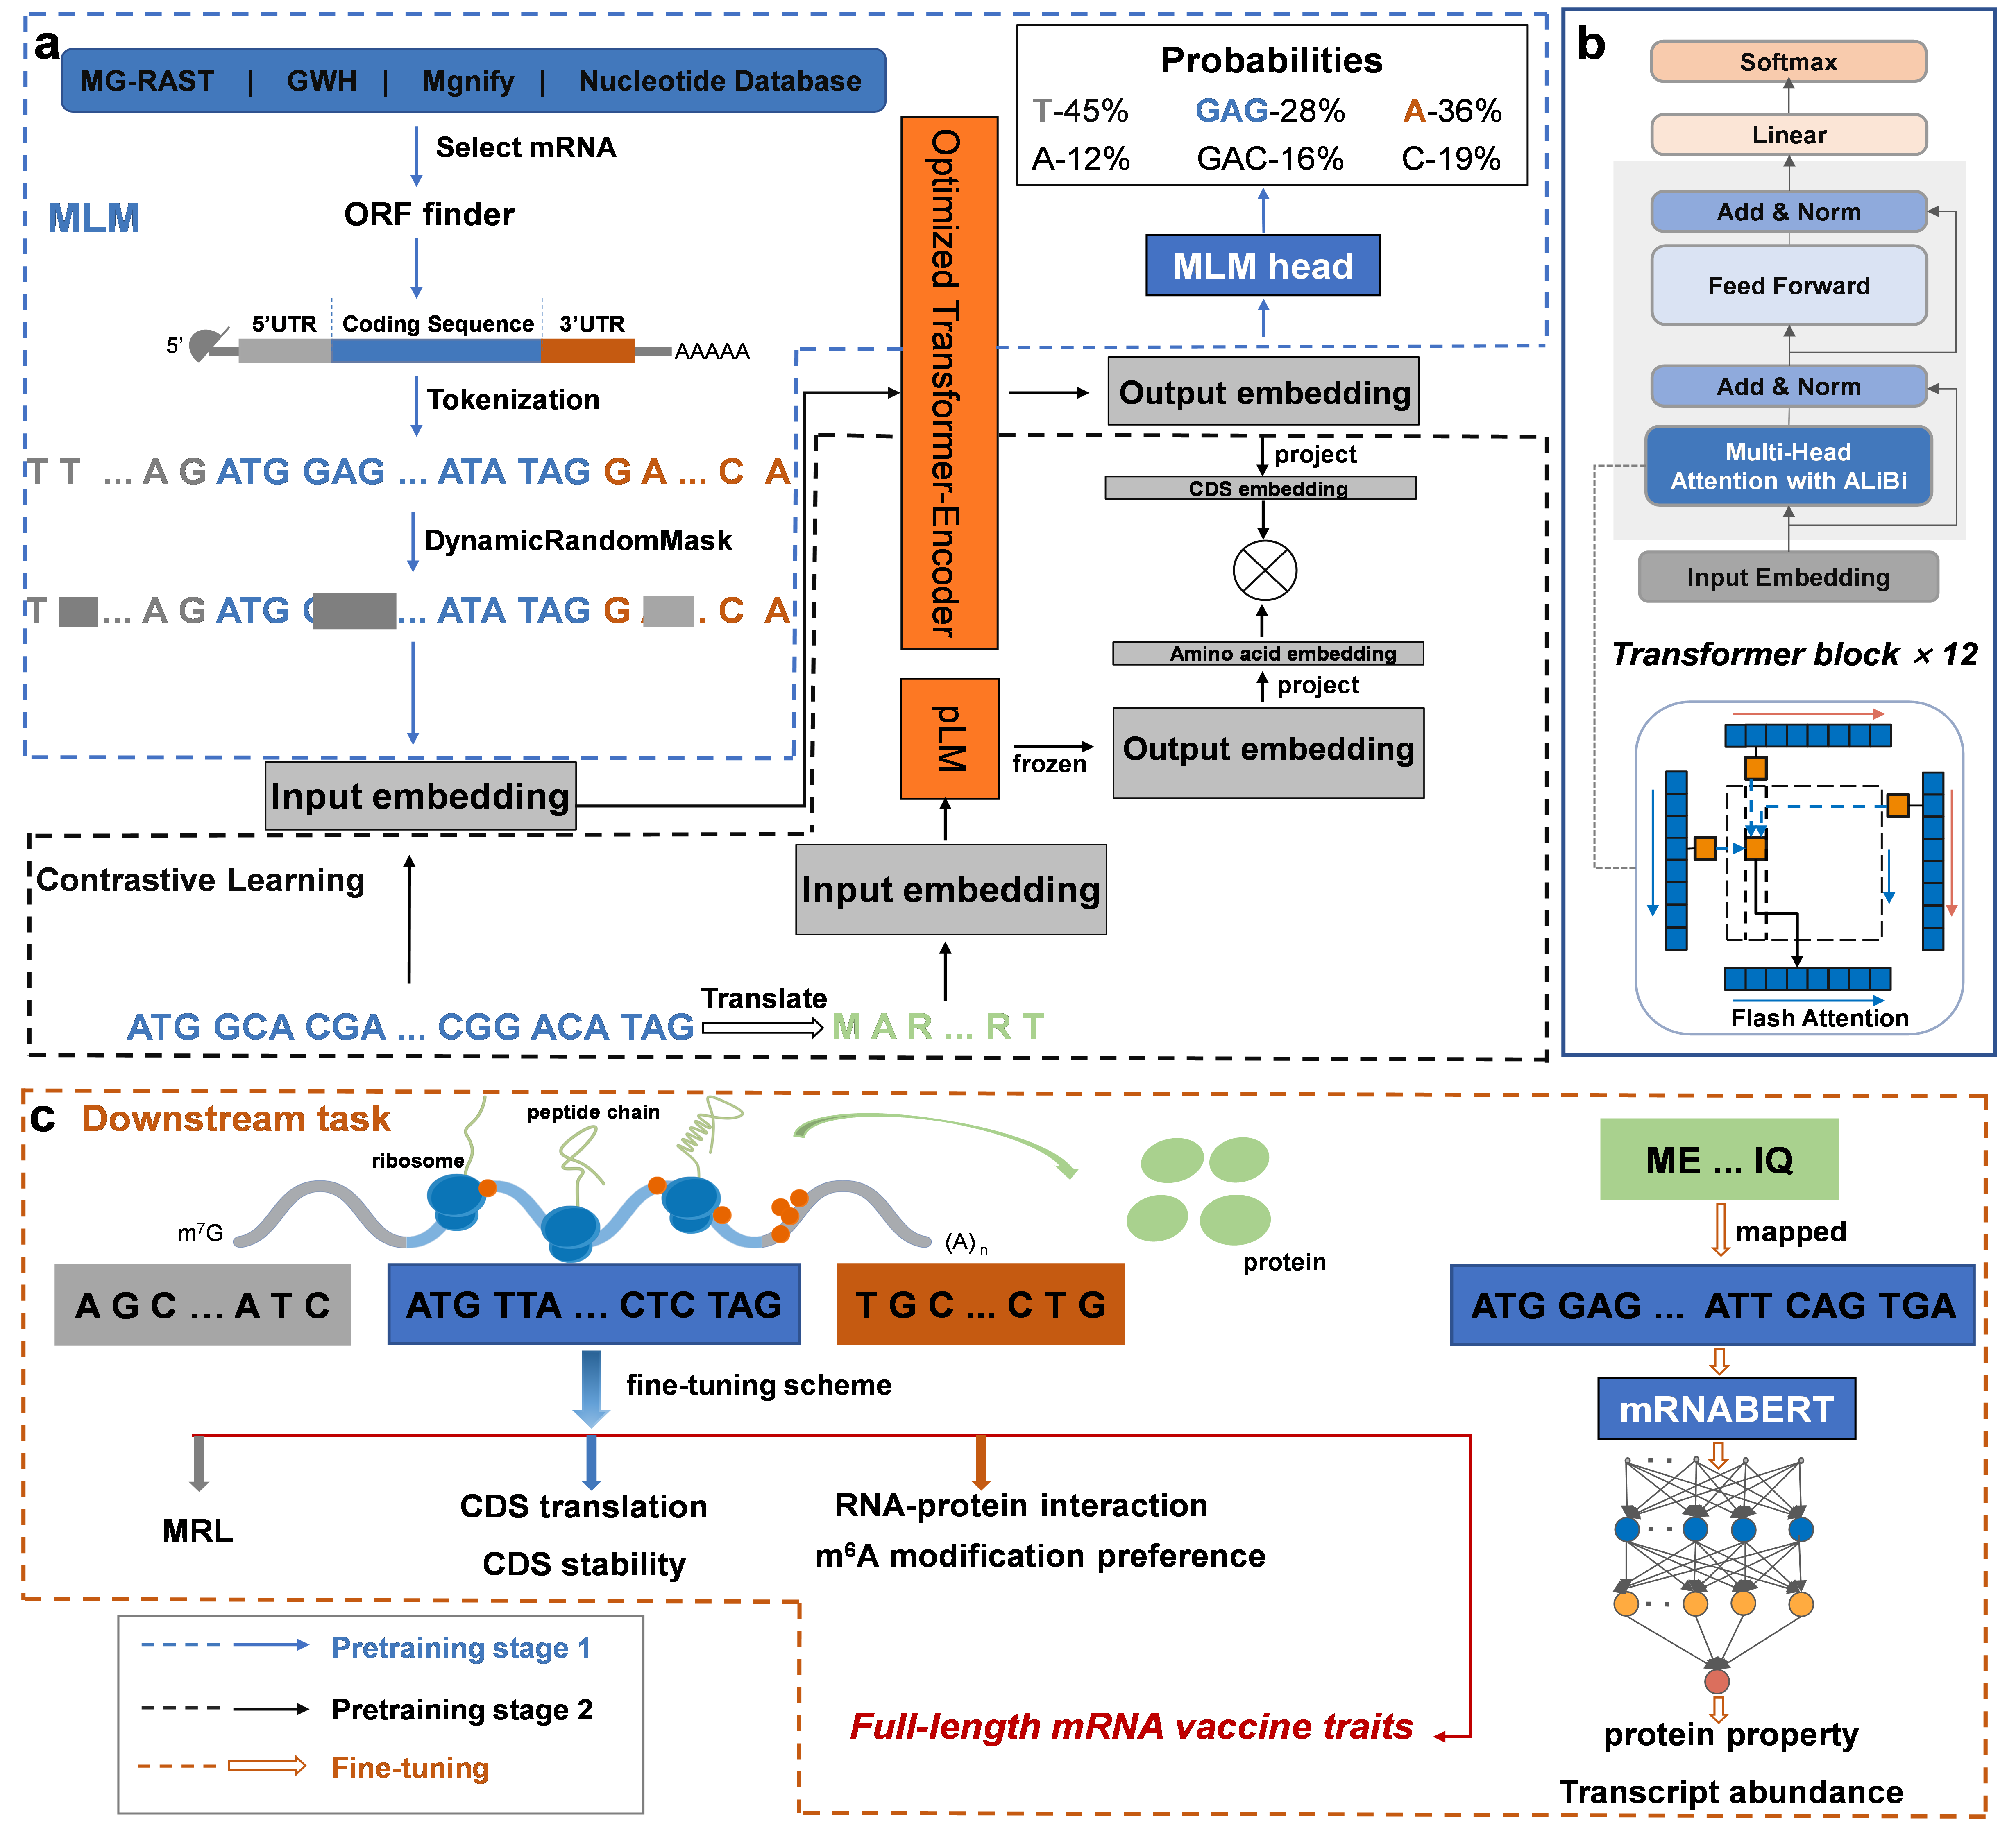 a
MG-RAST | GWH | Mgnify | Nucleotide Database
Select mRNA
MLM
ORF finder
5'UTR Coding Sequence 3'UTR
5' AAAAA
Tokenization
T T ... A G ATG GAG ... ATA TAG G A ... C A
DynamicRandomMask
T ... A G ATG ... ATA TAG G . C A
Input embedding
Optimized Transformer-Encoder
Probabilities
T-45% GAG-28% A-36%
A-12% GAC-16% C-19%
MLM head
Output embedding
project
CDS embedding
Amino acid embedding
project
pLM
frozen
Output embedding
Input embedding
Contrastive Learning
ATG GCA CGA ... CGG ACA TAG
Translate
M A R ... R T
b
Softmax
Linear
Add & Norm
Feed Forward
Add & Norm
Multi-Head
Attention with ALiBi
Input Embedding
Transformer block × 12
Flash Attention
c Downstream task
peptide chain
ribosome
m⁷G
(A)n
protein
A G C ... A T C
ATG TTA ... CTC TAG
T G C ... C T G
fine-tuning scheme
MRL
CDS translation
CDS stability
RNA-protein interaction
m⁶A modification preference
Full-length mRNA vaccine traits
ME ... IQ
mapped
ATG GAG ... ATT CAG TGA
mRNABERT
protein property
Transcript abundance
Pretraining stage 1
Pretraining stage 2
Fine-tuning